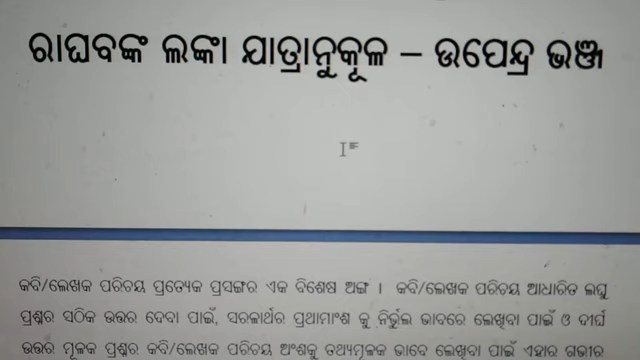 ରାଘବଙ୍କ ଲଙ୍କା ଯାତ୍ରାନୁକୂଳ – ଉପେନ୍ଦ୍ର ଭଞ୍ଜ
କବି/ଲେଖକ ପରିଚୟ ପ୍ରତ୍ୟେକ ପ୍ରସଙ୍ଗର ଏକ ବିଶେଷ ଅଙ୍ଗ । କବି/ଲେଖକ ପରିଚୟ ଆଧାରିତ ଲଘୁ
ପ୍ରଶ୍ନର ସଠିକ ଉତ୍ତର ଦେବା ପାଇଁ, ସରଳାର୍ଥର ପ୍ରଥାମାଂଶ କୁ ନିର୍ଭୁଲ ଭାବରେ ଲେଖିବା ପାଇଁ ଓ ଦୀର୍ଘ
ଉତ୍ତର ମୂଳକ ପ୍ରଶ୍ନର କବି/ଲେଖକ ପରିଚୟ ଅଂଶକୁ ତଥ୍ୟମୂଳକ ଭାବେ ଲେଖିବା ପାଇଁ ଏହାର ଗଭୀର